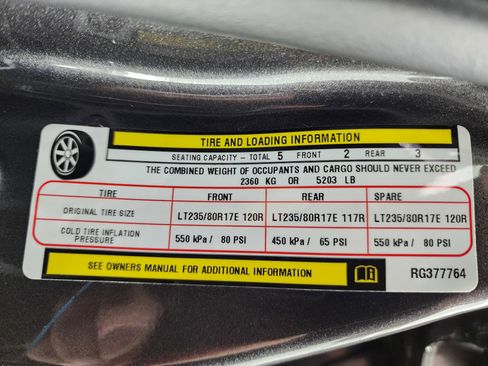 TIRE AND LOADING INFORMATION
SEATING CAPACITY - TOTAL 5 FRONT 2 REAR 3
THE COMBINED WEIGHT OF OCCUPANTS AND CARGO SHOULD NEVER EXCEED
2360 KG OR 5203 LB
TIRE FRONT REAR SPARE
ORIGINAL TIRE SIZE LT235/80R17E 120R LT235/80R17E 117R LT235/80R17E 120R
COLD TIRE INFLATION PRESSURE 550 kPa / 80 PSI 450 kPa / 65 PSI 550 kPa / 80 PSI
SEE OWNERS MANUAL FOR ADDITIONAL INFORMATION RG377764